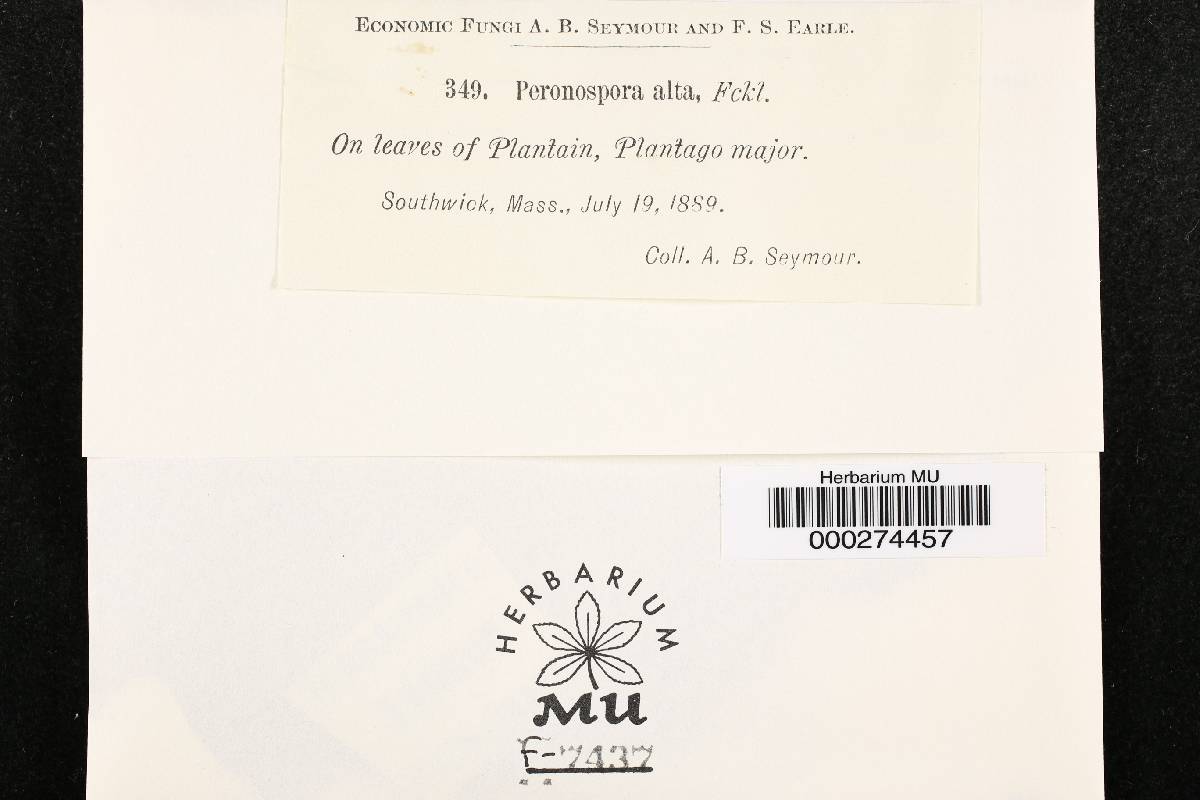 Economic Fungi A. B. Seymour and F. S. Earle.
349. Peronospora alta, Fckl.
On leaves of Plantain, Plantago major.
Southwick, Mass., July 19, 1889.
Coll. A. B. Seymour.
Herbarium MU
000274457
HERBARIUM
MU
F-7437